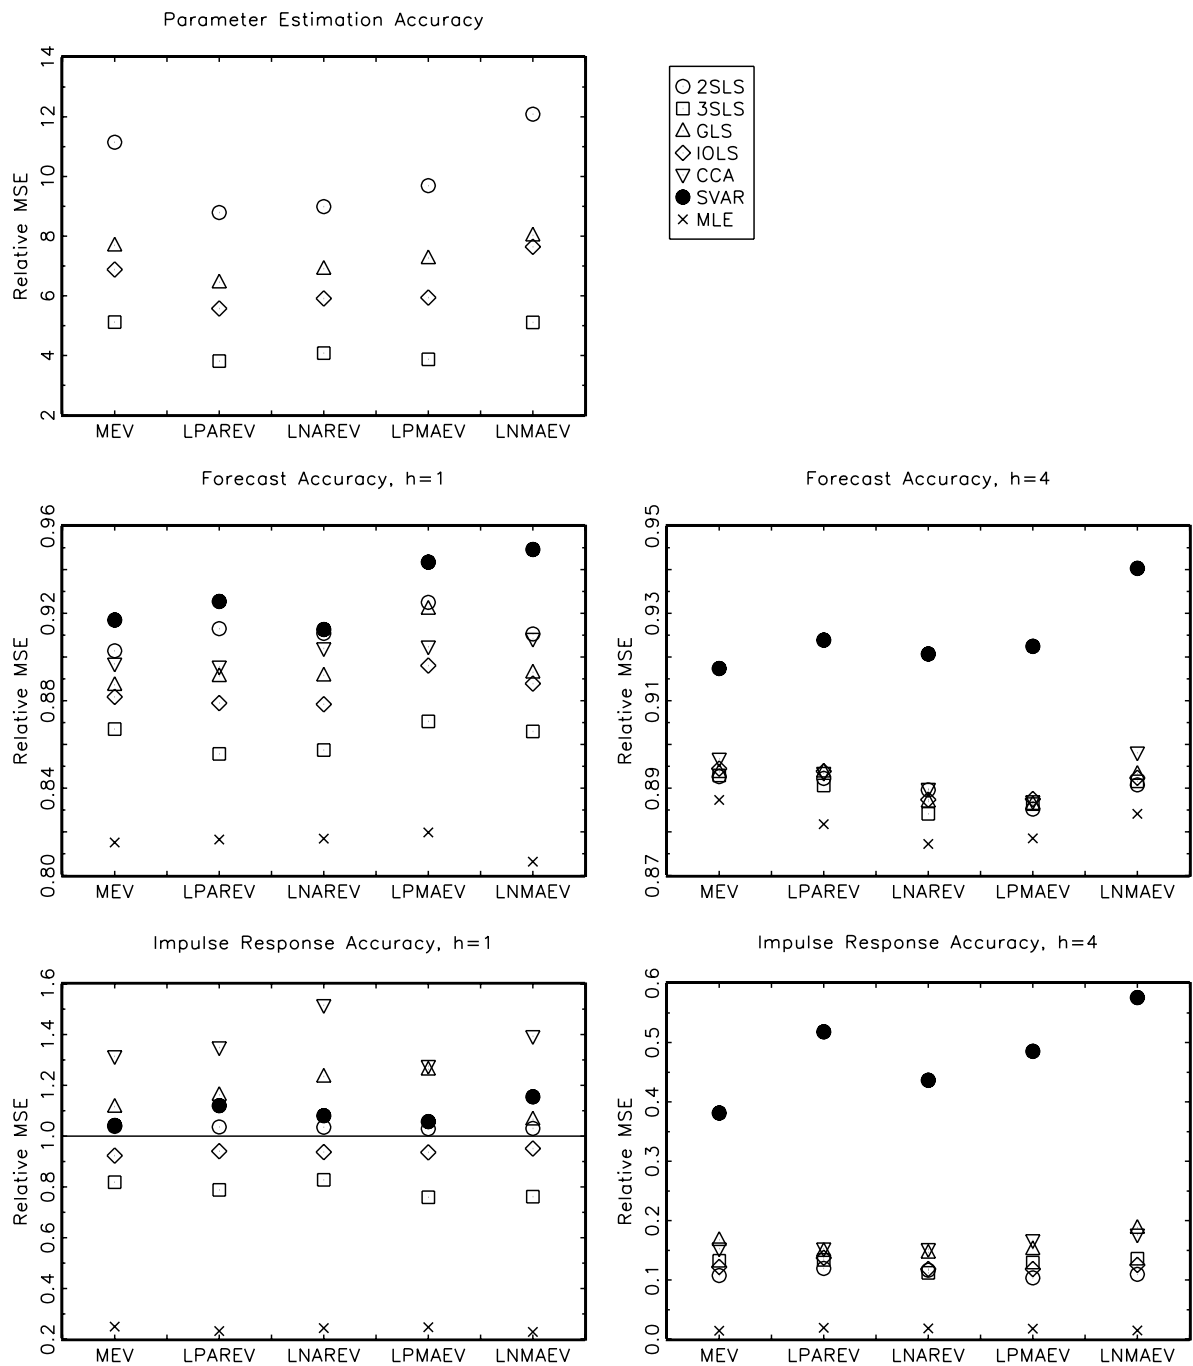 Parameter Estimation Accuracy
Relative MSE
14
12
10
8
6
4
2
MEV LPAREV LNAREV LPMAEV LNMAEV
2SLS
3SLS
GLS
IOLS
CCA
SVAR
MLE
Forecast Accuracy, h=1
Relative MSE
0.96
0.92
0.88
0.84
0.80
MEV LPAREV LNAREV LPMAEV LNMAEV
Forecast Accuracy, h=4
Relative MSE
0.95
0.93
0.91
0.89
0.87
MEV LPAREV LNAREV LPMAEV LNMAEV
Impulse Response Accuracy, h=1
Relative MSE
1.6
1.4
1.2
1.0
0.8
0.6
0.4
0.2
MEV LPAREV LNAREV LPMAEV LNMAEV
Impulse Response Accuracy, h=4
Relative MSE
0.6
0.5
0.4
0.3
0.2
0.1
0.0
MEV LPAREV LNAREV LPMAEV LNMAEV